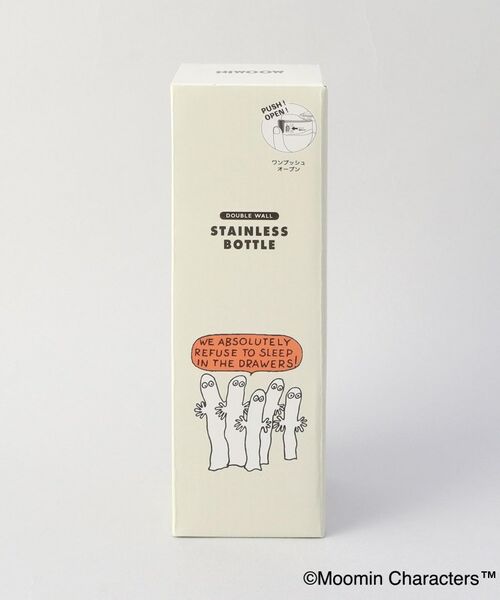 MOOMIN
PUSH!
OPEN!
ワンプッシュ
オープン
DOUBLE WALL
STAINLESS
BOTTLE
WE ABSOLUTELY
REFUSE TO SLEEP
IN THE DRAWERS!
©Moomin Characters™